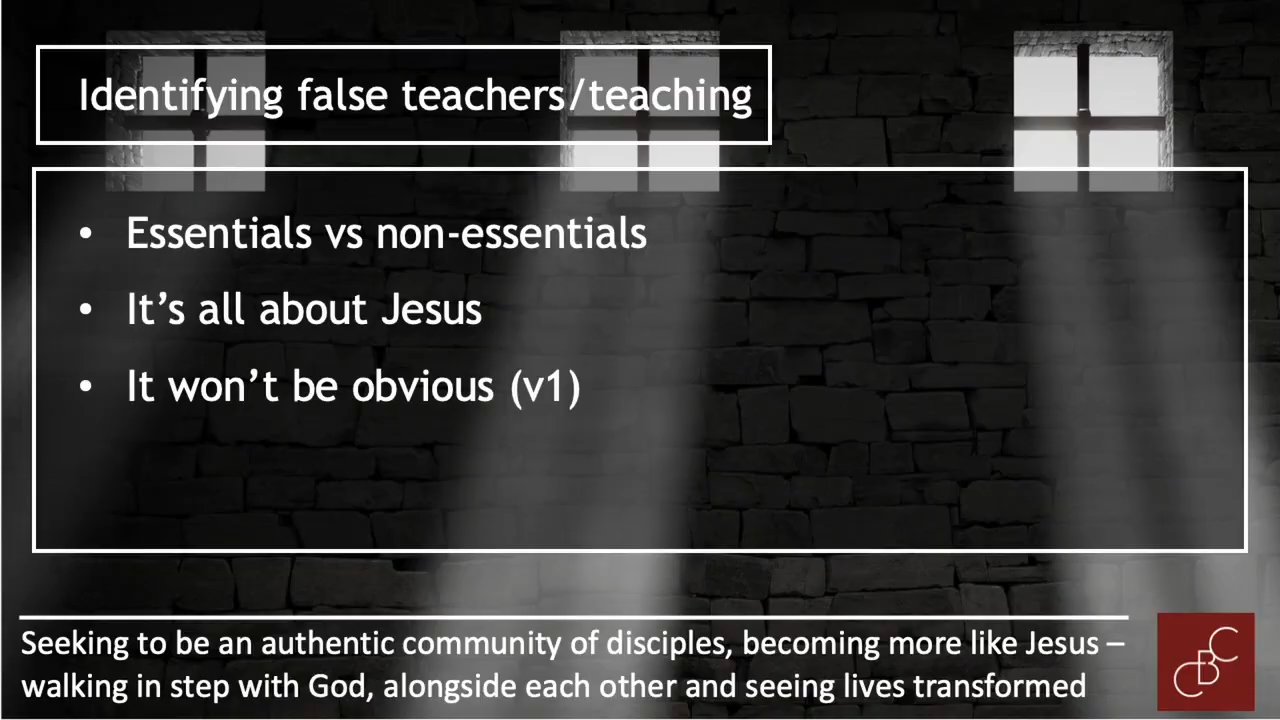 Identifying false teachers/teaching
• Essentials vs non-essentials
• It’s all about Jesus
• It won’t be obvious (v1)
Seeking to be an authentic community of disciples, becoming more like Jesus –
walking in step with God, alongside each other and seeing lives transformed
CBC